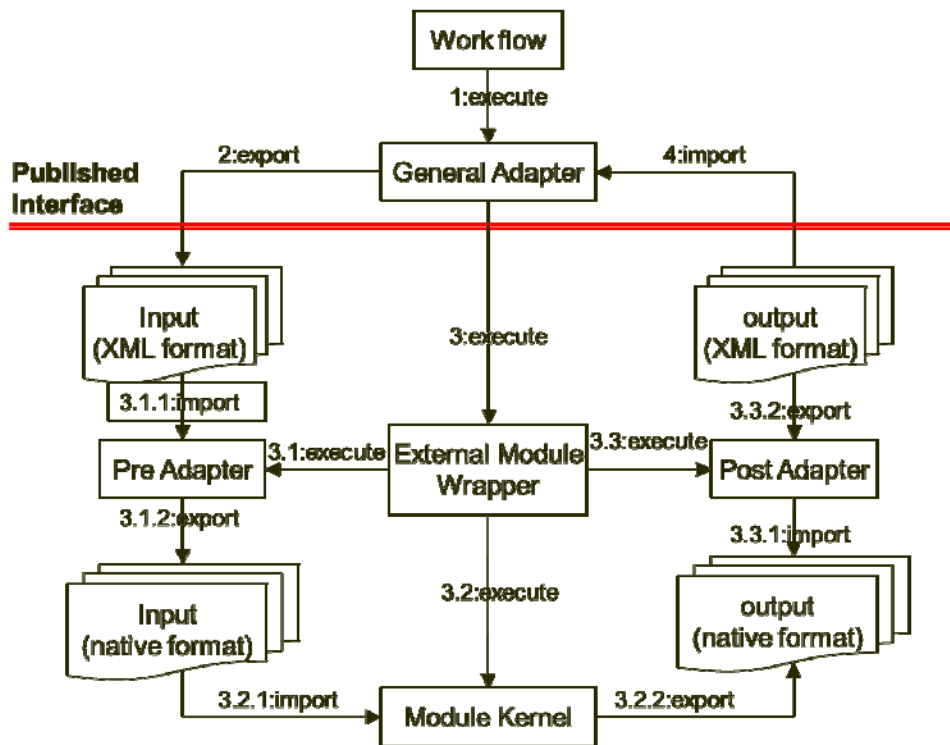 Work flow
1:execute
2:export
General Adapter
4:import
Published
Interface
Input
(XML format)
3:execute
output
(XML format)
3.1.1:import
3.3.2:export
3.1:execute
External Module
Wrapper
3.3:execute
Pre Adapter
Post Adapter
3.1.2:export
3.3.1:import
Input
(native format)
3.2:execute
output
(native format)
3.2.1:import
Module Kernel
3.2.2:export